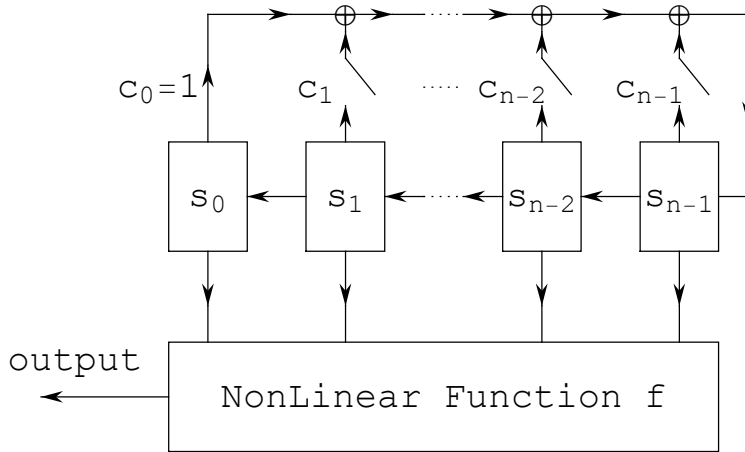 c0=1 c1 ..... cn-2 cn-1
s0 s1 ..... sn-2 sn-1
output
NonLinear Function f